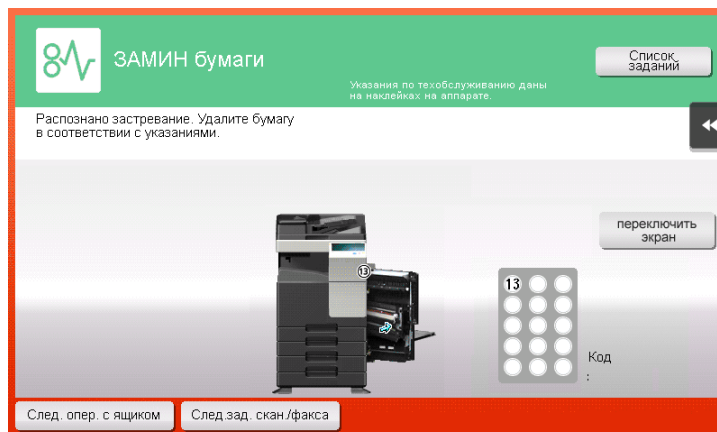 ЗАМИН бумаги
Список
заданий
Указания по техобслуживанию даны
на наклейках на аппарате.
Распознано застревание. Удалите бумагу
в соответствии с указаниями.
переключить
экран
13
13
Код
:
След. опер. с ящиком
След.зад. скан./факса